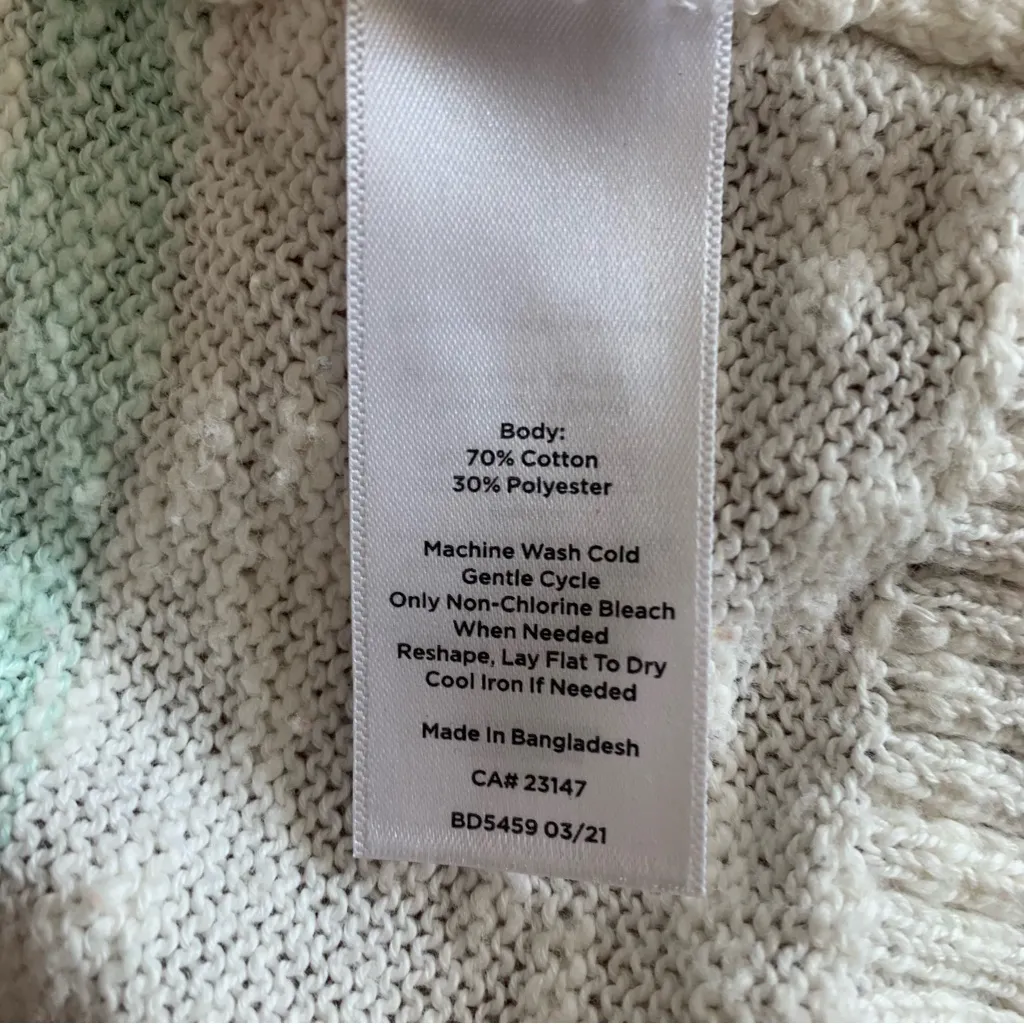 Body:
70% Cotton
30% Polyester
Machine Wash Cold
Gentle Cycle
Only Non-Chlorine Bleach
When Needed
Reshape, Lay Flat To Dry
Cool Iron If Needed
Made In Bangladesh
CA# 23147
BD5459 03/21